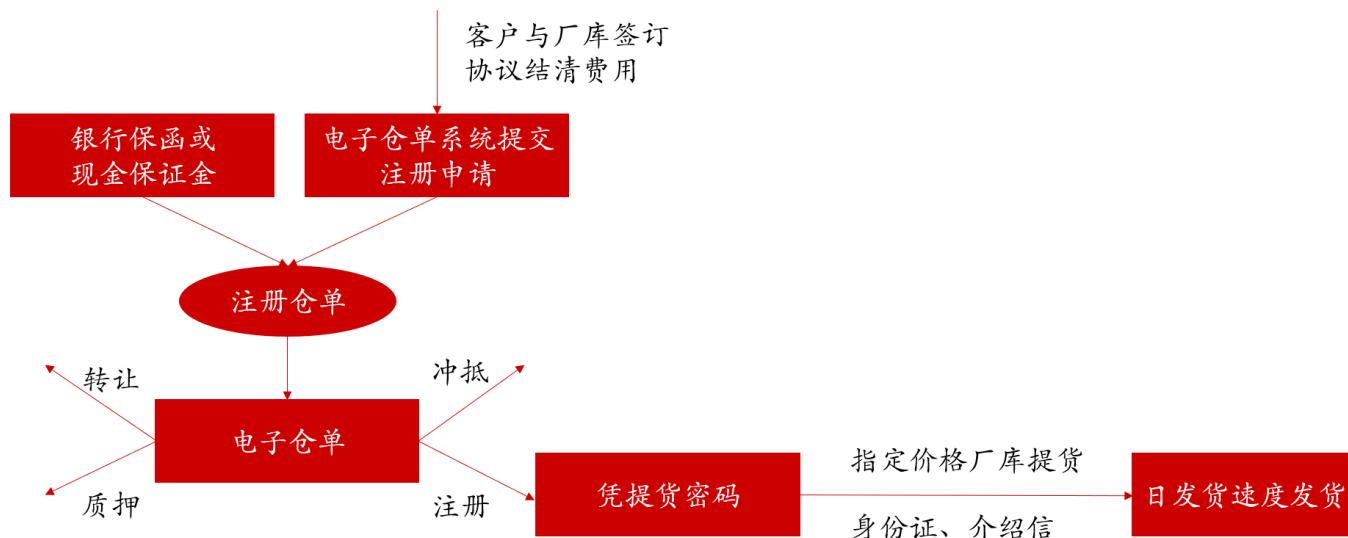 客户与厂库签订
协议结清费用
银行保函或
现金保证金
电子仓单系统提交
注册申请
注册仓单
转让
冲抵
电子仓单
质押
注册
凭提货密码
指定价格厂库提货
身份证、介绍信
日发货速度发货